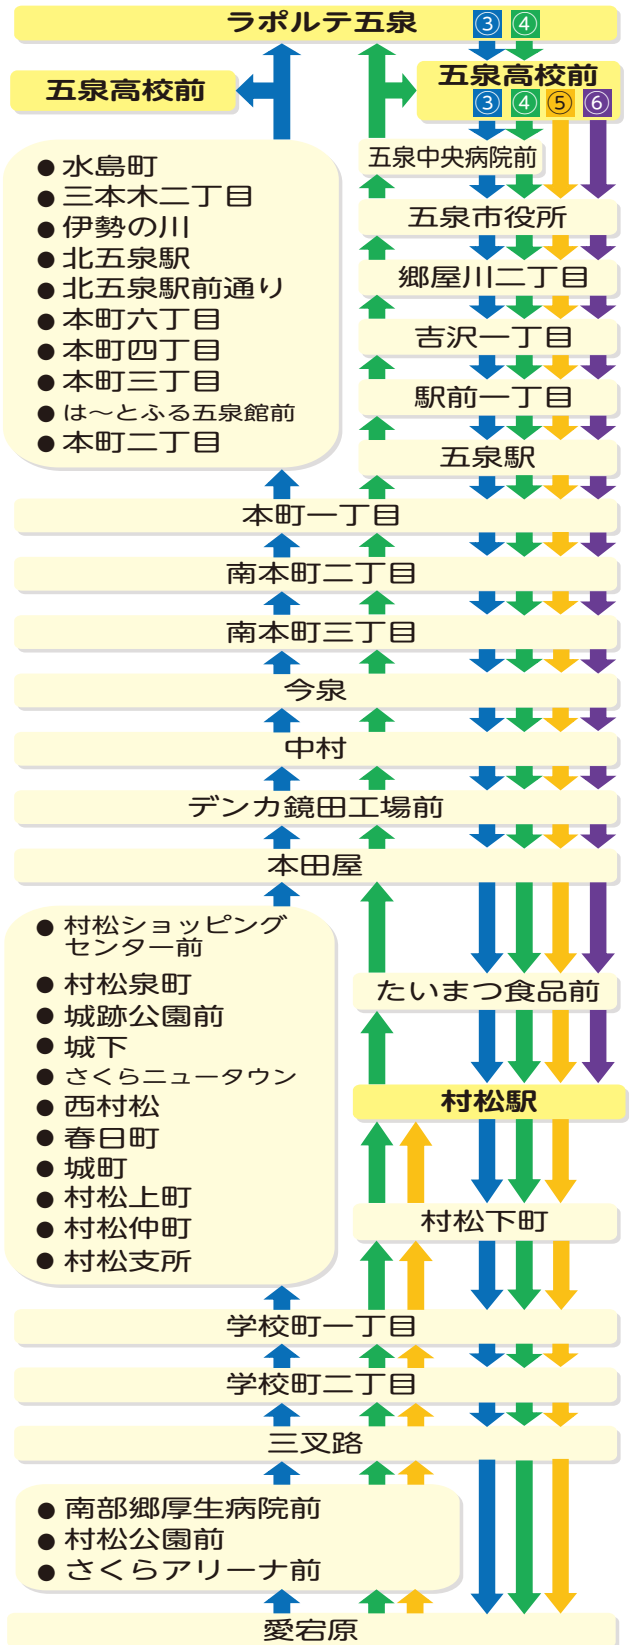 ラポルテ五泉 ③ ④
五泉高校前
五泉高校前
③ ④ ⑤ ⑥
● 水島町
● 三本木二丁目
● 伊勢の川
● 北五泉駅
● 北五泉駅前通り
● 本町六丁目
● 本町四丁目
● 本町三丁目
● は～とふる五泉館前
● 本町二丁目
五泉中央病院前
五泉市役所
郷屋川二丁目
吉沢一丁目
駅前一丁目
五泉駅
本町一丁目
南本町二丁目
南本町三丁目
今泉
中村
デンカ鏡田工場前
本田屋
● 村松ショッピング
センター前
● 村松泉町
● 城跡公園前
● 城下
● さくらニュータウン
● 西村松
● 春日町
● 城町
● 村松上町
● 村松仲町
● 村松支所
たいまつ食品前
村松駅
村松下町
学校町一丁目
学校町二丁目
三叉路
● 南部郷厚生病院前
● 村松公園前
● さくらアリーナ前
愛宕原